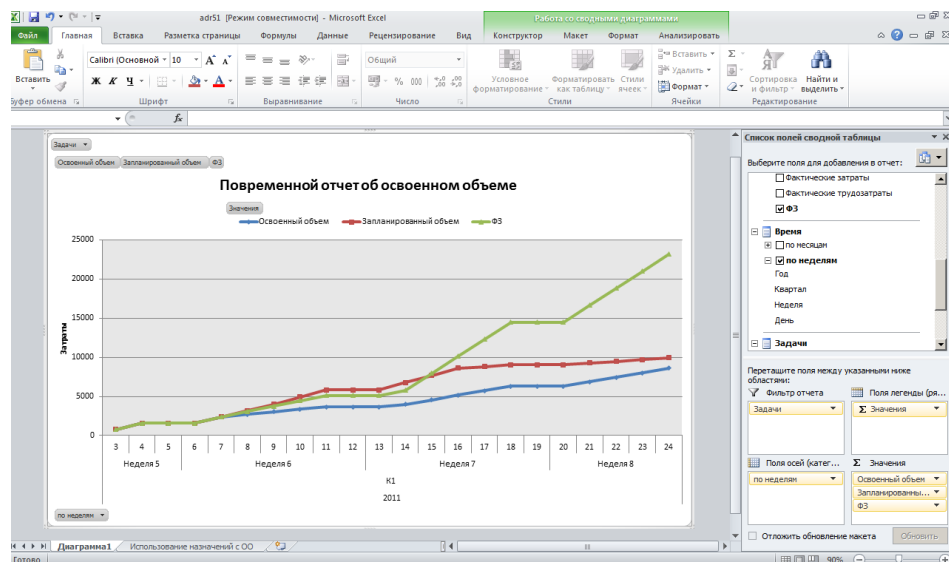 adr51 [Режим совместимости] - Microsoft Excel
Работа со сводными диаграммами
Файл Главная Вставка Разметка страницы Формулы Данные Рецензирование Вид Конструктор Макет Формат Анализировать
Вставить
Calibri (Основной 10 A A
Ж К Ч A
Общий
% 000
Условное форматирование
Форматировать как таблицу
Стили ячеек
Вставить
Удалить
Формат
Сортировка и фильтр
Найти и выделить
Буфер обмена Шрифт Выравнивание Число Стили Ячейки Редактирование
fx
Задачи
Освоенный объем Запланированный объем ФЗ
Повременной отчет об освоенном объеме
Значения
Освоенный объем Запланированный объем ФЗ
25000
20000
15000
10000
5000
0
Затраты
3 4 5 6 7 8 9 10 11 12 13 14 15 16 17 18 19 20 21 22 23 24
Неделя 5 Неделя 6 Неделя 7 Неделя 8
К1
2011
по неделям
Список полей сводной таблицы
Выберите поля для добавления в отчет:
Фактические затраты
Фактические трудозатраты
ФЗ
Время
по месяцам
по неделям
Год
Квартал
Неделя
День
Задачи
Перетащите поля между указанными ниже
областями:
Фильтр отчета Поля легенды (ря...
Задачи Σ Значения
Поля осей (катег... Σ Значения
по неделям Освоенный объем
Запланированны...
ФЗ
Отложить обновление макета Обновить
Диаграмма1 Использование назначений с ОО
Готово 90%